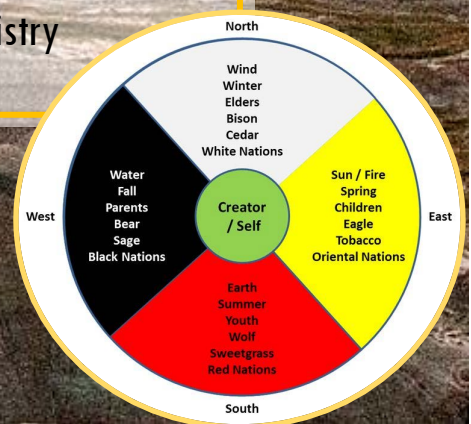 istry
North
Wind
Winter
Elders
Bison
Cedar
White Nations
West
Water
Fall
Parents
Bear
Sage
Black Nations
Creator
/ Self
Sun / Fire
Spring
Children
Eagle
Tobacco
Oriental Nations
East
Earth
Summer
Youth
Wolf
Sweetgrass
Red Nations
South